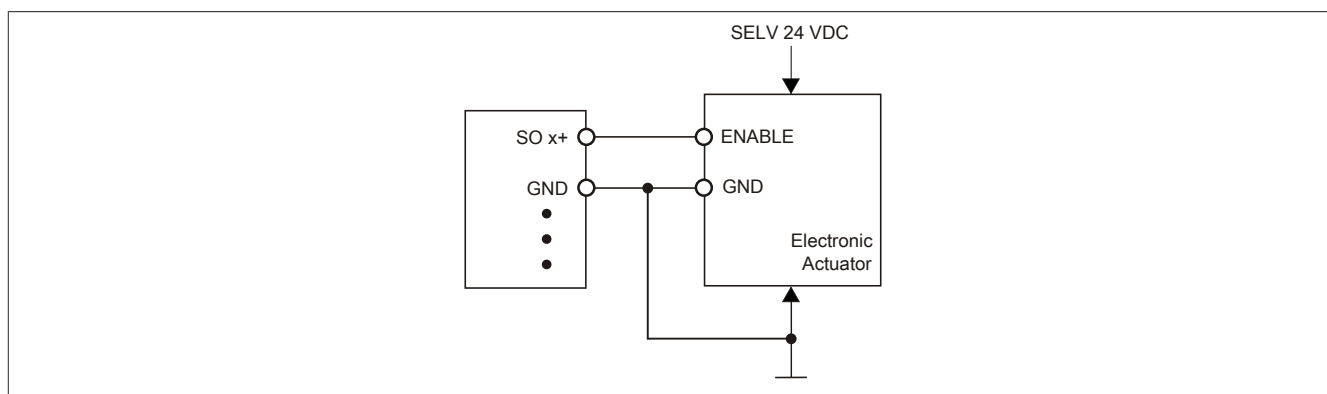 SELV 24 VDC
SO x+
ENABLE
GND
GND
Electronic
Actuator